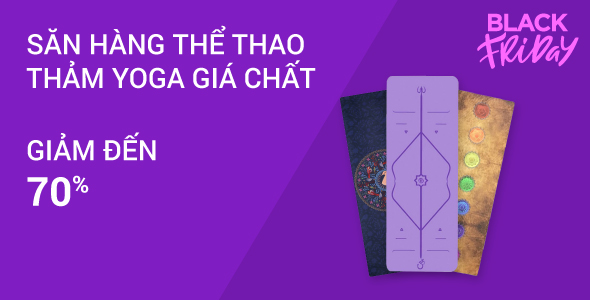 BLACK
FRiDay
SĂN HÀNG THỂ THAO
THẢM YOGA GIÁ CHẤT
GIẢM ĐẾN
70%